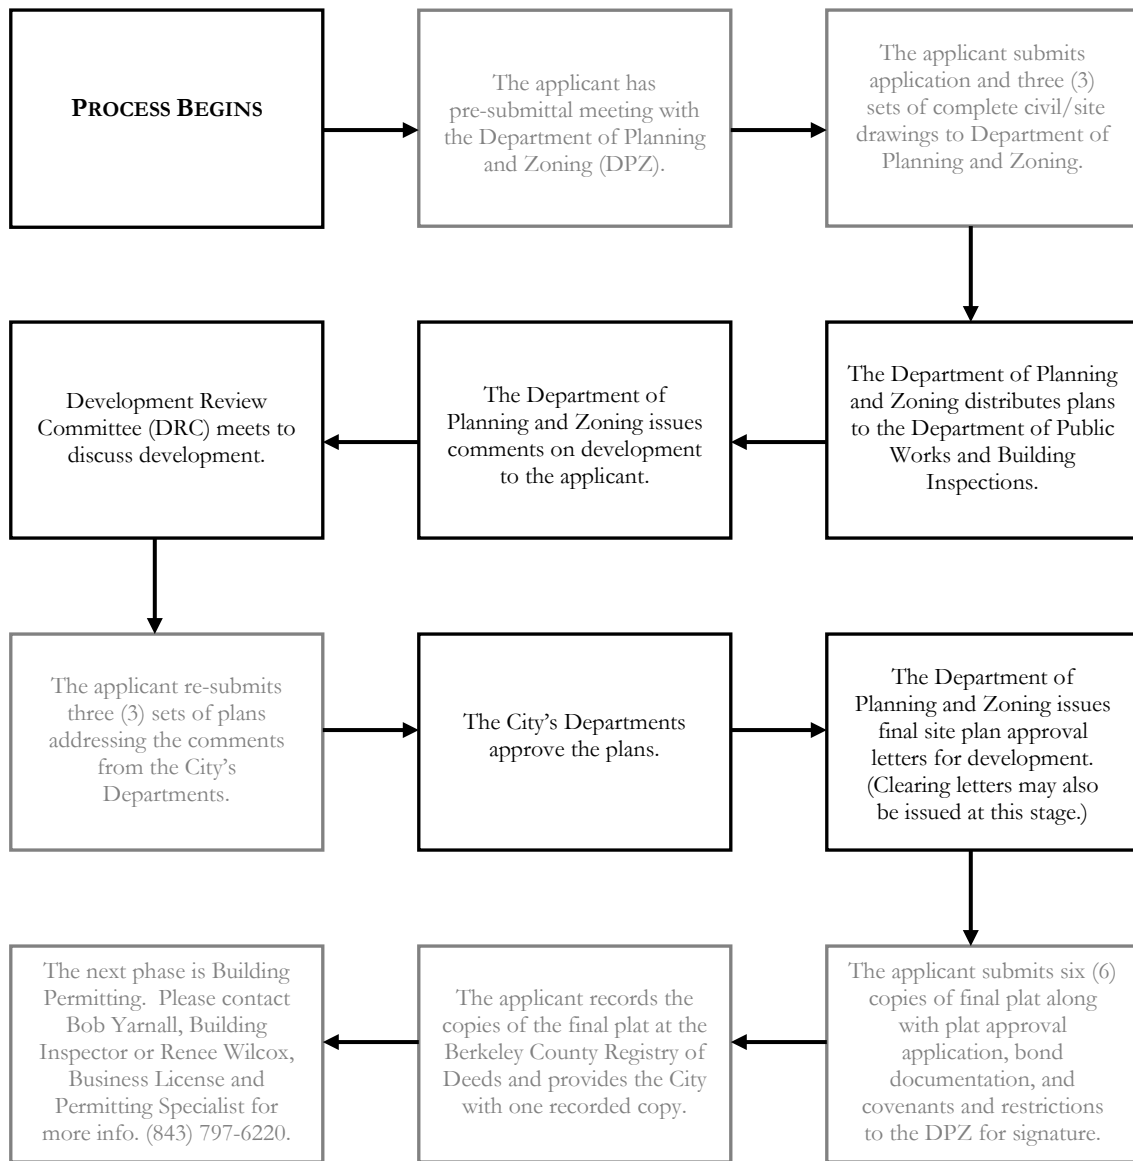 PROCESS BEGINS
The applicant has
pre-submittal meeting with
the Department of Planning
and Zoning (DPZ).
The applicant submits
application and three (3)
sets of complete civil/site
drawings to Department of
Planning and Zoning.
The Department of Planning
and Zoning distributes plans
to the Department of Public
Works and Building
Inspections.
The Department of
Planning and Zoning issues
comments on development
to the applicant.
Development Review
Committee (DRC) meets to
discuss development.
The applicant re-submits
three (3) sets of plans
addressing the comments
from the City’s
Departments.
The City’s Departments
approve the plans.
The Department of
Planning and Zoning issues
final site plan approval
letters for development.
(Clearing letters may also
be issued at this stage.)
The applicant submits six (6)
copies of final plat along
with plat approval
application, bond
documentation, and
covenants and restrictions
to the DPZ for signature.
The applicant records the
copies of the final plat at the
Berkeley County Registry of
Deeds and provides the City
with one recorded copy.
The next phase is Building
Permitting.  Please contact
Bob Yarnall, Building
Inspector or Renee Wilcox,
Business License and
Permitting Specialist for
more info. (843) 797-6220.